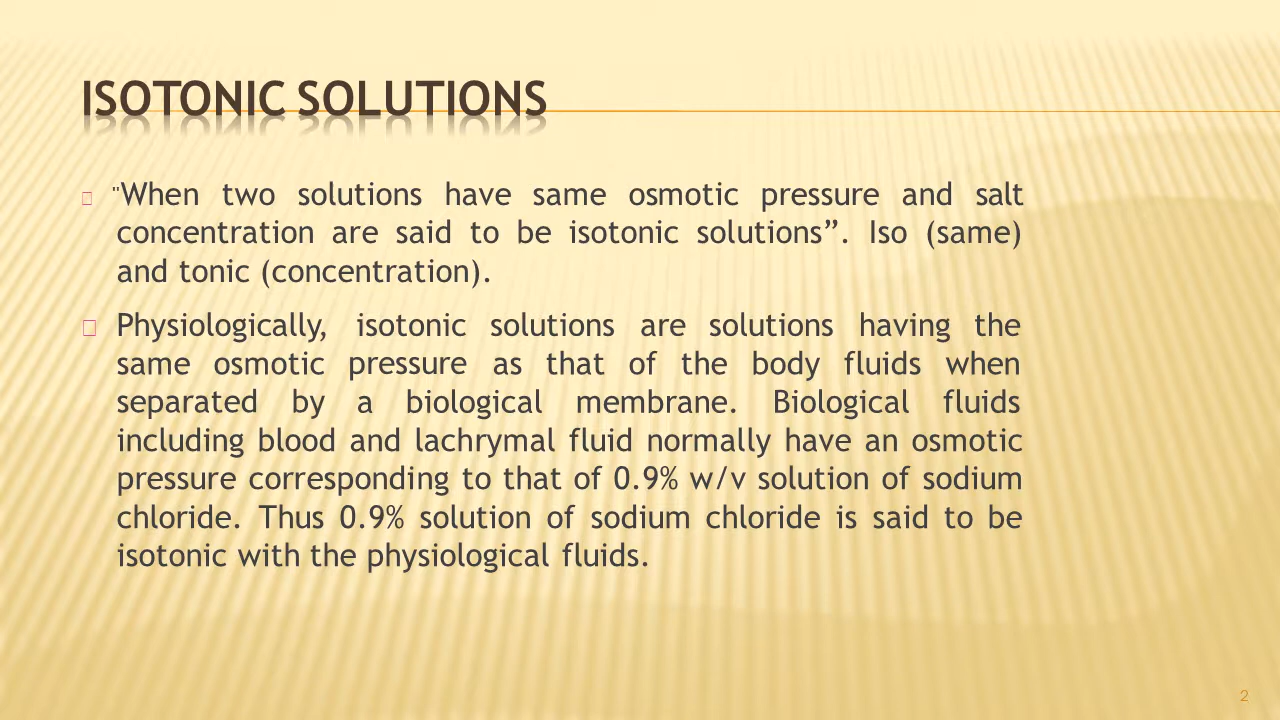 ISOTONIC SOLUTIONS
"When two solutions have same osmotic pressure and salt
concentration are said to be isotonic solutions”. Iso (same)
and tonic (concentration).
Physiologically, isotonic solutions are solutions having the
same osmotic pressure as that of the body fluids when
separated by a biological membrane. Biological fluids
including blood and lachrymal fluid normally have an osmotic
pressure corresponding to that of 0.9% w/v solution of sodium
chloride. Thus 0.9% solution of sodium chloride is said to be
isotonic with the physiological fluids.
2